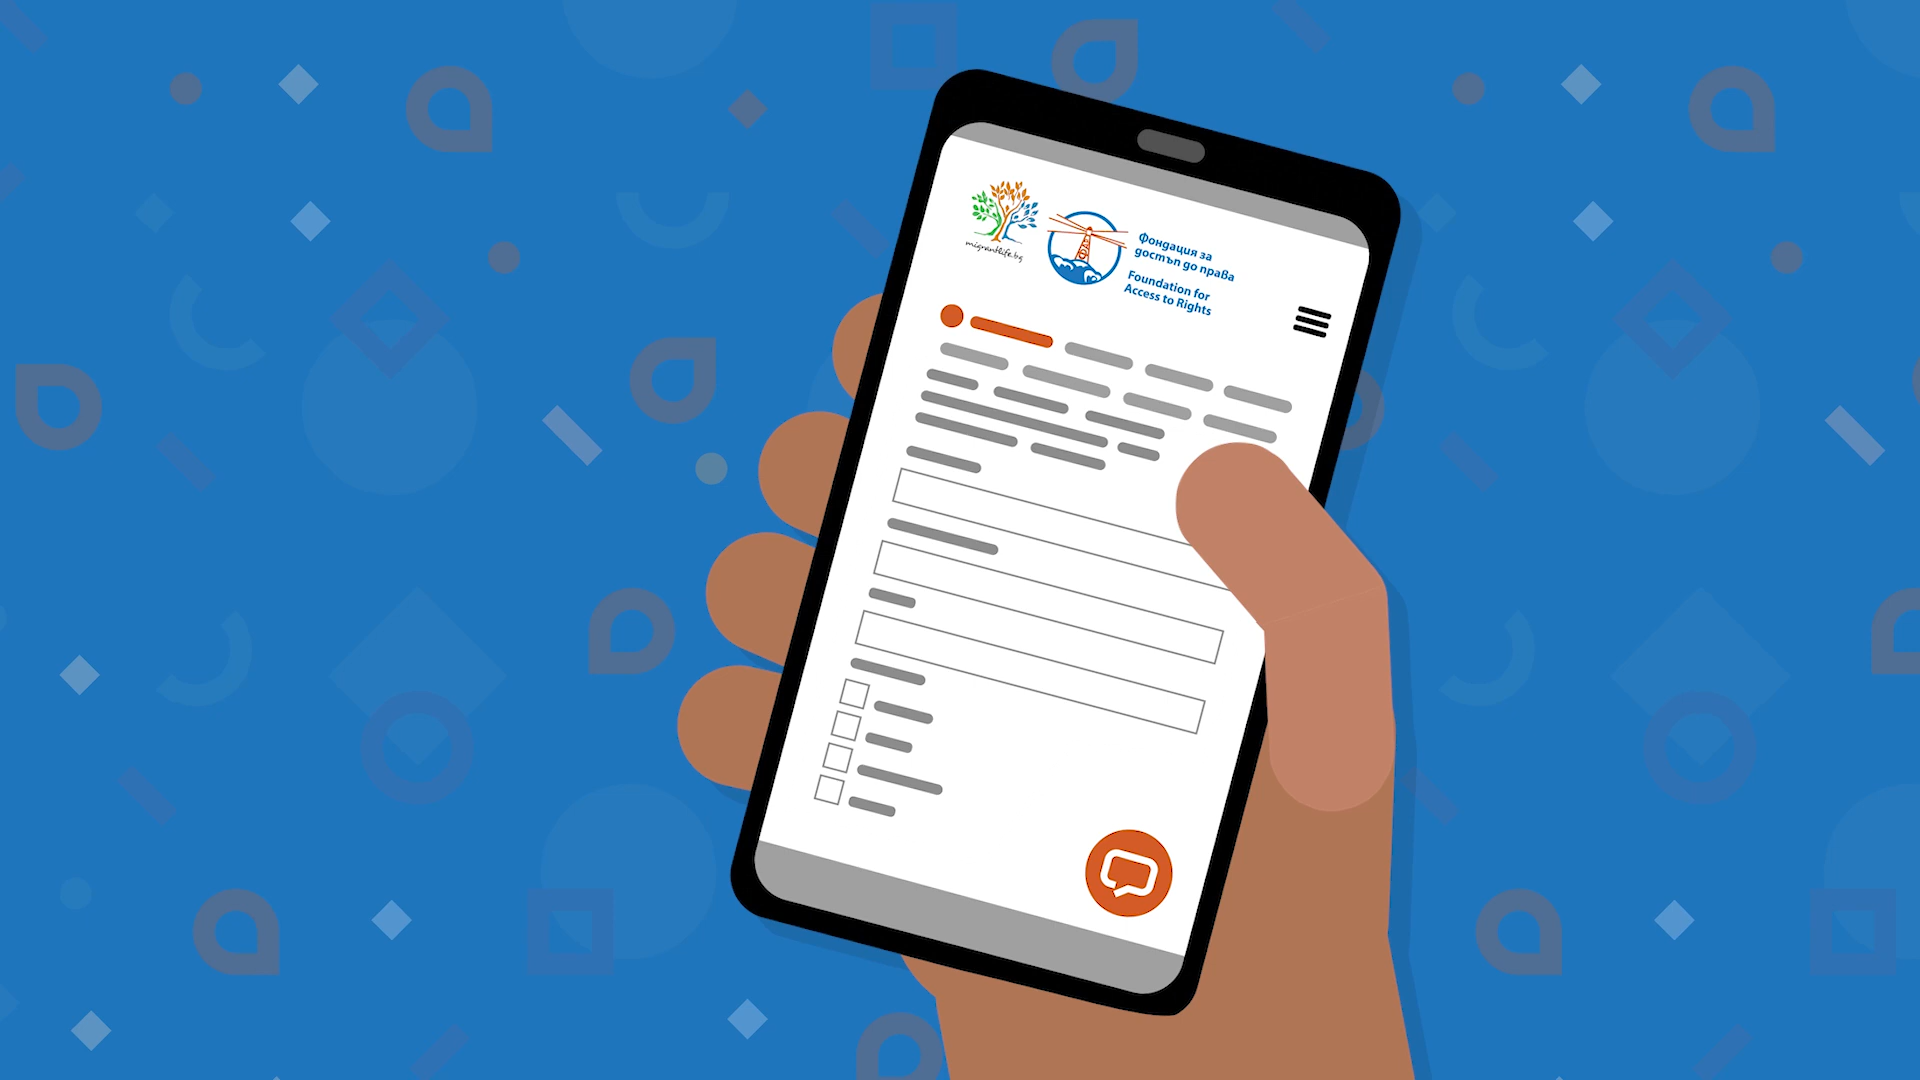 migrantlife.bg
Фондация за
достъп до права
Foundation for
Access to Rights